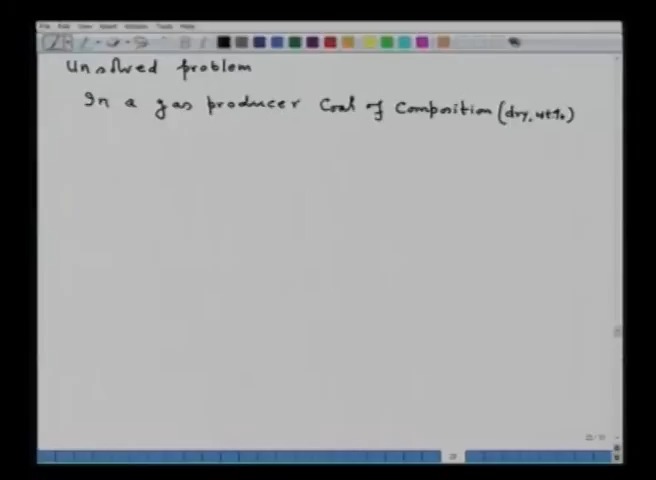 Unsolved problem
In a gas producer Coal of Composition (dry, wt%)